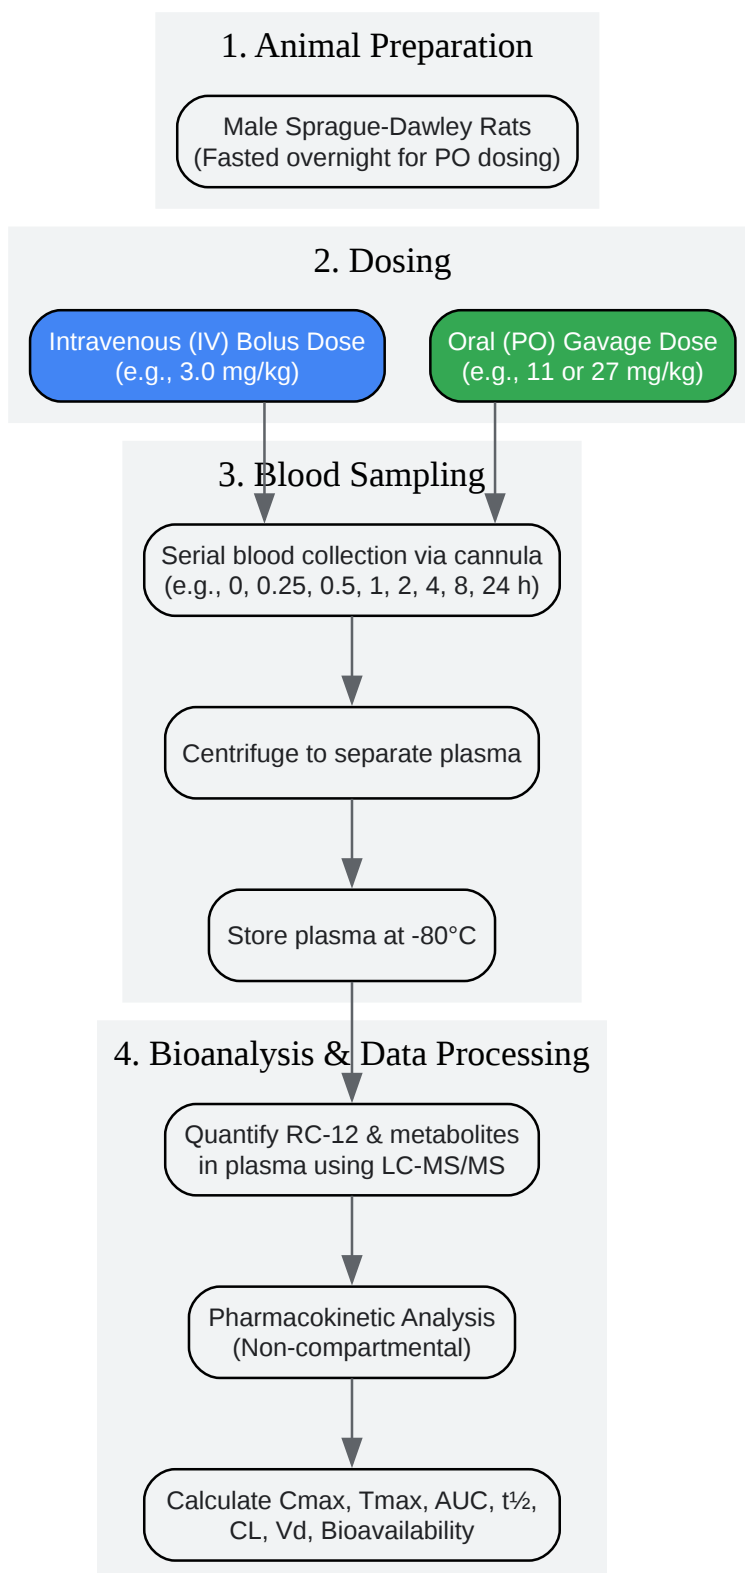 1. Animal Preparation
Male Sprague-Dawley Rats
(Fasted overnight for PO dosing)
2. Dosing
Intravenous (IV) Bolus Dose
(e.g., 3.0 mg/kg)
Oral (PO) Gavage Dose
(e.g., 11 or 27 mg/kg)
3. Blood Sampling
Serial blood collection via cannula
(e.g., 0, 0.25, 0.5, 1, 2, 4, 8, 24 h)
Centrifuge to separate plasma
Store plasma at -80°C
4. Bioanalysis & Data Processing
Quantify RC-12 & metabolites
in plasma using LC-MS/MS
Pharmacokinetic Analysis
(Non-compartmental)
Calculate Cmax, Tmax, AUC, t½,
CL, Vd, Bioavailability